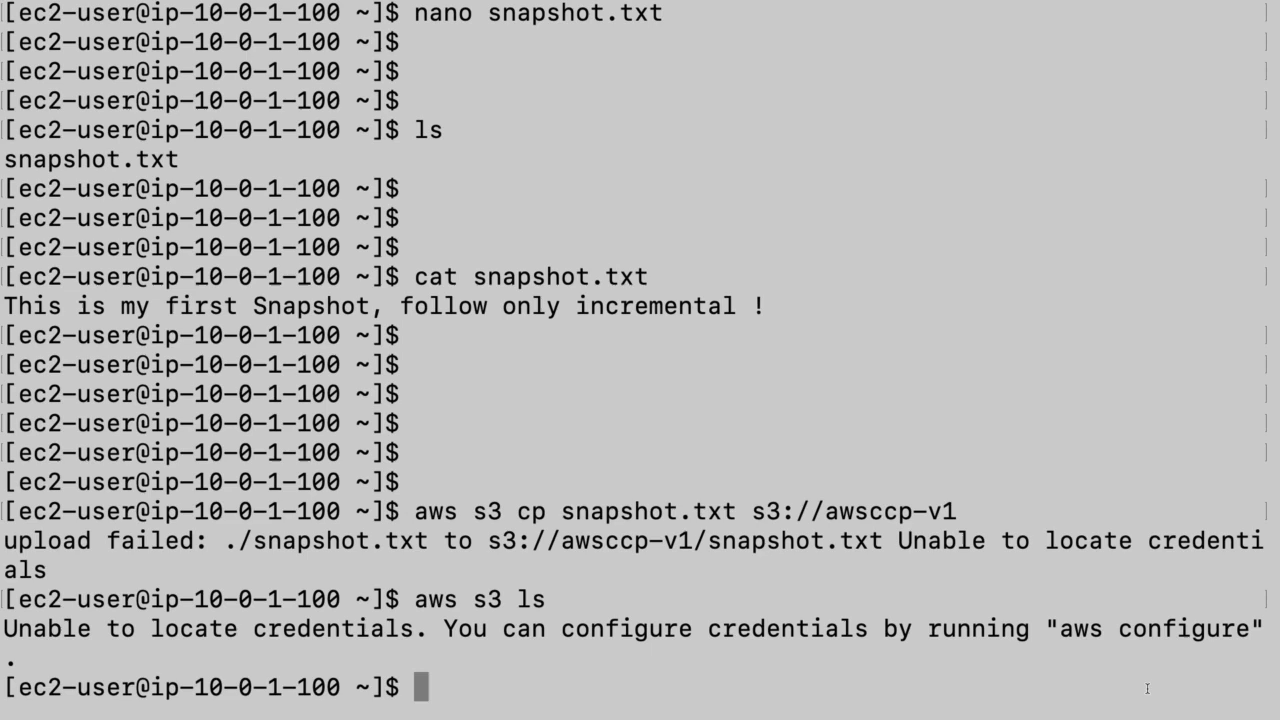 [ec2-user@ip-10-0-1-100 ~]$ nano snapshot.txt
[ec2-user@ip-10-0-1-100 ~]$
[ec2-user@ip-10-0-1-100 ~]$
[ec2-user@ip-10-0-1-100 ~]$
[ec2-user@ip-10-0-1-100 ~]$ ls
snapshot.txt
[ec2-user@ip-10-0-1-100 ~]$
[ec2-user@ip-10-0-1-100 ~]$
[ec2-user@ip-10-0-1-100 ~]$
[ec2-user@ip-10-0-1-100 ~]$ cat snapshot.txt
This is my first Snapshot, follow only incremental !
[ec2-user@ip-10-0-1-100 ~]$
[ec2-user@ip-10-0-1-100 ~]$
[ec2-user@ip-10-0-1-100 ~]$
[ec2-user@ip-10-0-1-100 ~]$
[ec2-user@ip-10-0-1-100 ~]$
[ec2-user@ip-10-0-1-100 ~]$
[ec2-user@ip-10-0-1-100 ~]$ aws s3 cp snapshot.txt s3://awsccp-v1
upload failed: ./snapshot.txt to s3://awsccp-v1/snapshot.txt Unable to locate credenti
als
[ec2-user@ip-10-0-1-100 ~]$ aws s3 ls
Unable to locate credentials. You can configure credentials by running "aws configure"
.
[ec2-user@ip-10-0-1-100 ~]$